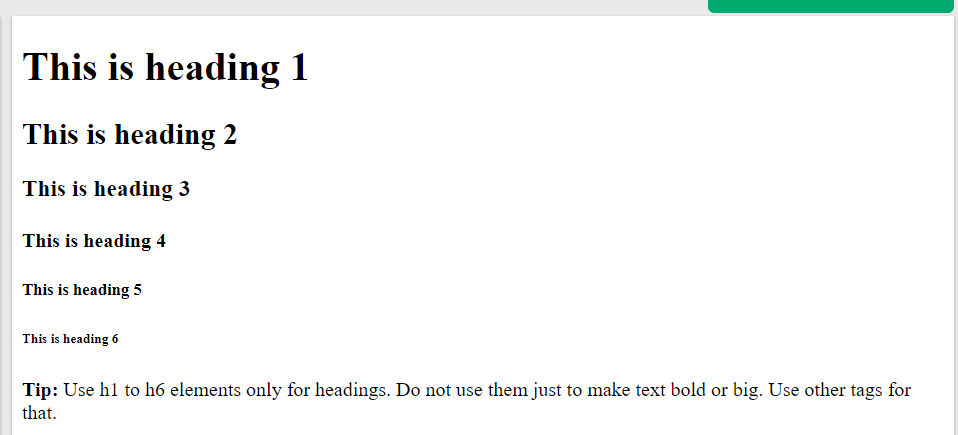 This is heading 1
This is heading 2
This is heading 3
This is heading 4
This is heading 5
This is heading 6
Tip: Use h1 to h6 elements only for headings. Do not use them just to make text bold or big. Use other tags for
that.